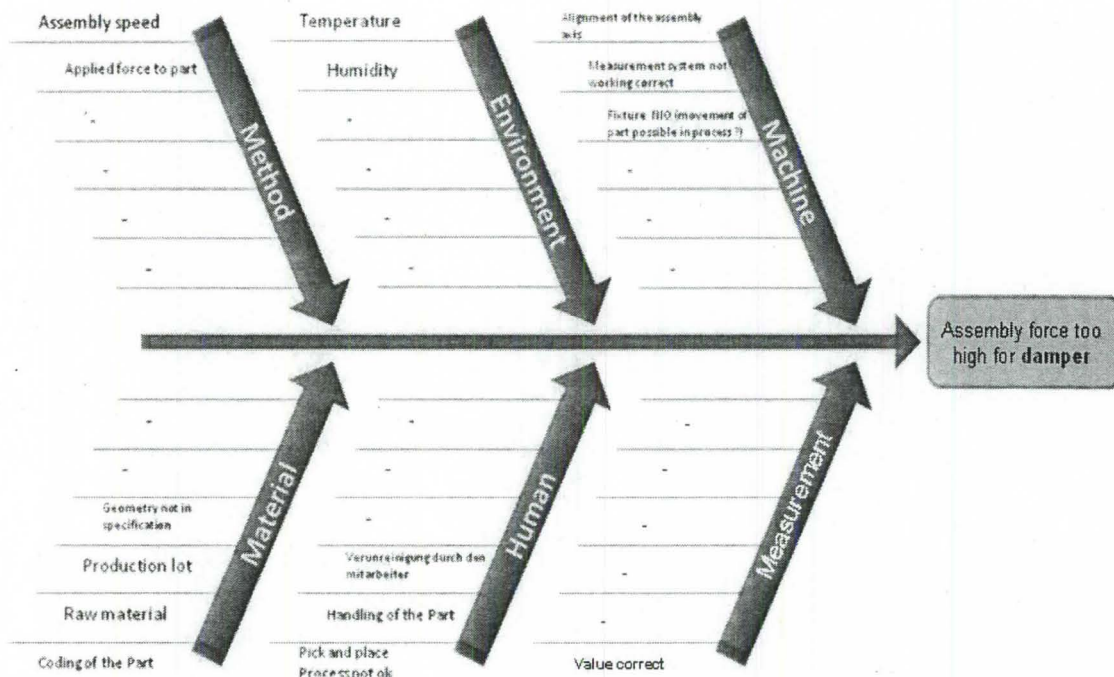 Assembly speed
Applied force to part
-
-
-
-
Method
Temperature
Humidity
-
-
-
-
Environment
Alignment of the assembly
axis
Measurement system not
working correct
Fixture NIO (movement of
part possible in process ?)
-
-
-
Machine
Assembly force too
high for damper
-
-
Geometry not in
specification
Production lot
Raw material
Coding of the Part
Material
-
-
-
Verunreinigung durch den
mitarbeiter
Handling of the Part
Pick and place
Process not ok
Human
-
-
-
-
-
Value correct
Measurement